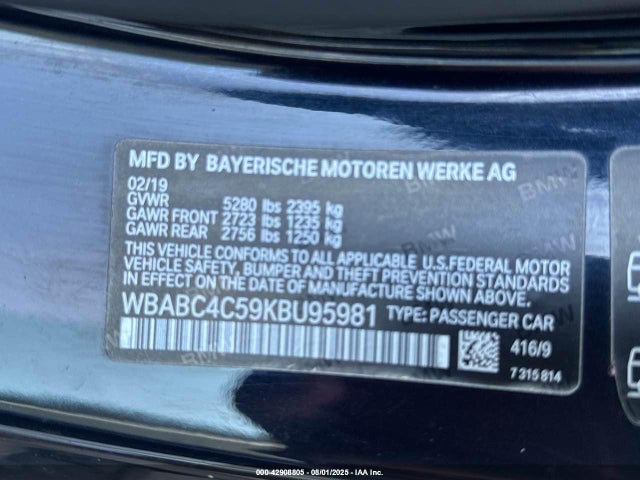 MFD BY BAYERISCHE MOTOREN WERKE AG
02/19
GVWR 5280 lbs 2395 kg
GAWR FRONT 2723 lbs 1235 kg
GAWR REAR 2756 lbs 1250 kg
THIS VEHICLE CONFORMS TO ALL APPLICABLE U.S.FEDERAL MOTOR
VEHICLE SAFETY, BUMPER AND THEFT PREVENTION STANDARDS
IN EFFECT ON THE DATE OF MANUFACTURE SHOWN ABOVE.
WBABC4C59KBU95981 TYPE: PASSENGER CAR
416/9
7315814
000-42908805 - 08/01/2025 - IAA Inc.